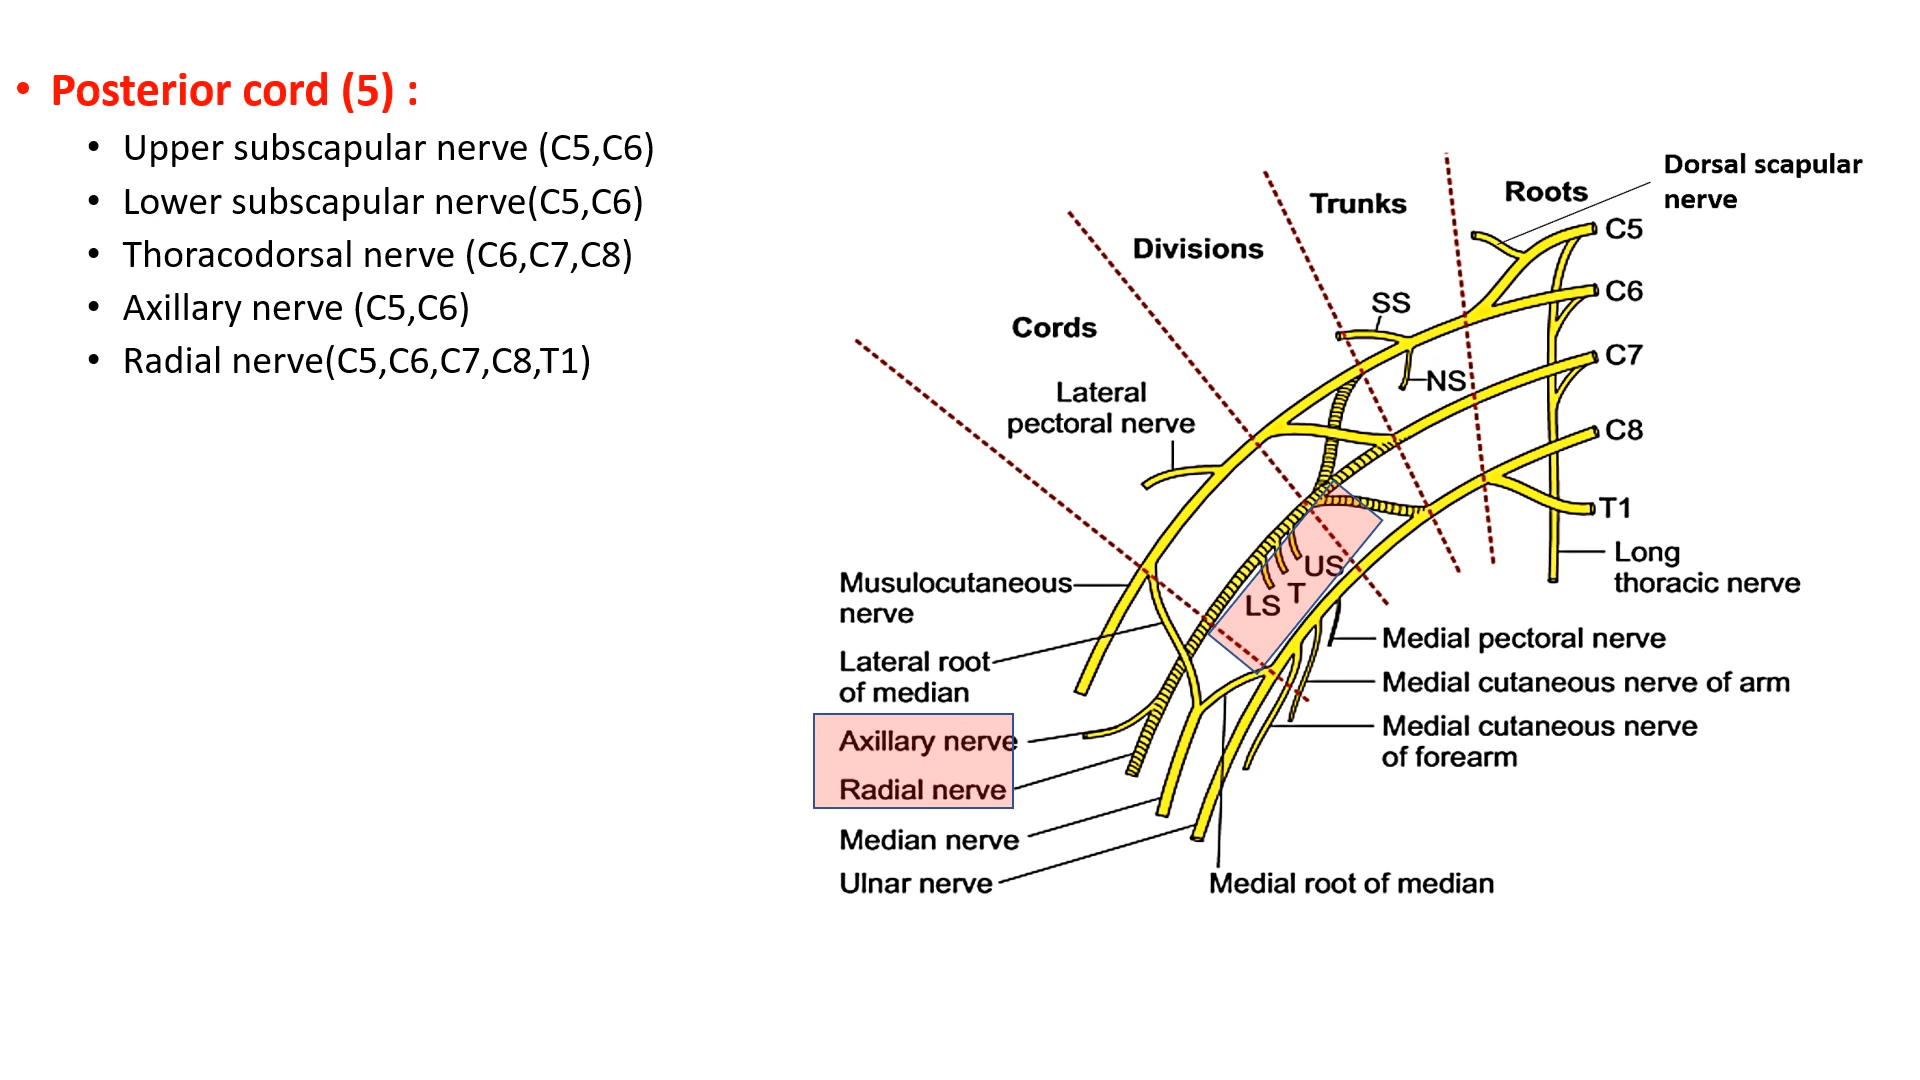 • Posterior cord (5) :
• Upper subscapular nerve (C5,C6)
• Lower subscapular nerve(C5,C6)
• Thoracodorsal nerve (C6,C7,C8)
• Axillary nerve (C5,C6)
• Radial nerve(C5,C6,C7,C8,T1)
Dorsal scapular
nerve
Roots
Trunks
Divisions
Cords
C5
C6
C7
C8
T1
SS
NS
Lateral
pectoral nerve
US
T
LS
Long
thoracic nerve
Musulocutaneous
nerve
Lateral root
of median
Axillary nerve
Radial nerve
Median nerve
Ulnar nerve
Medial pectoral nerve
Medial cutaneous nerve of arm
Medial cutaneous nerve
of forearm
Medial root of median